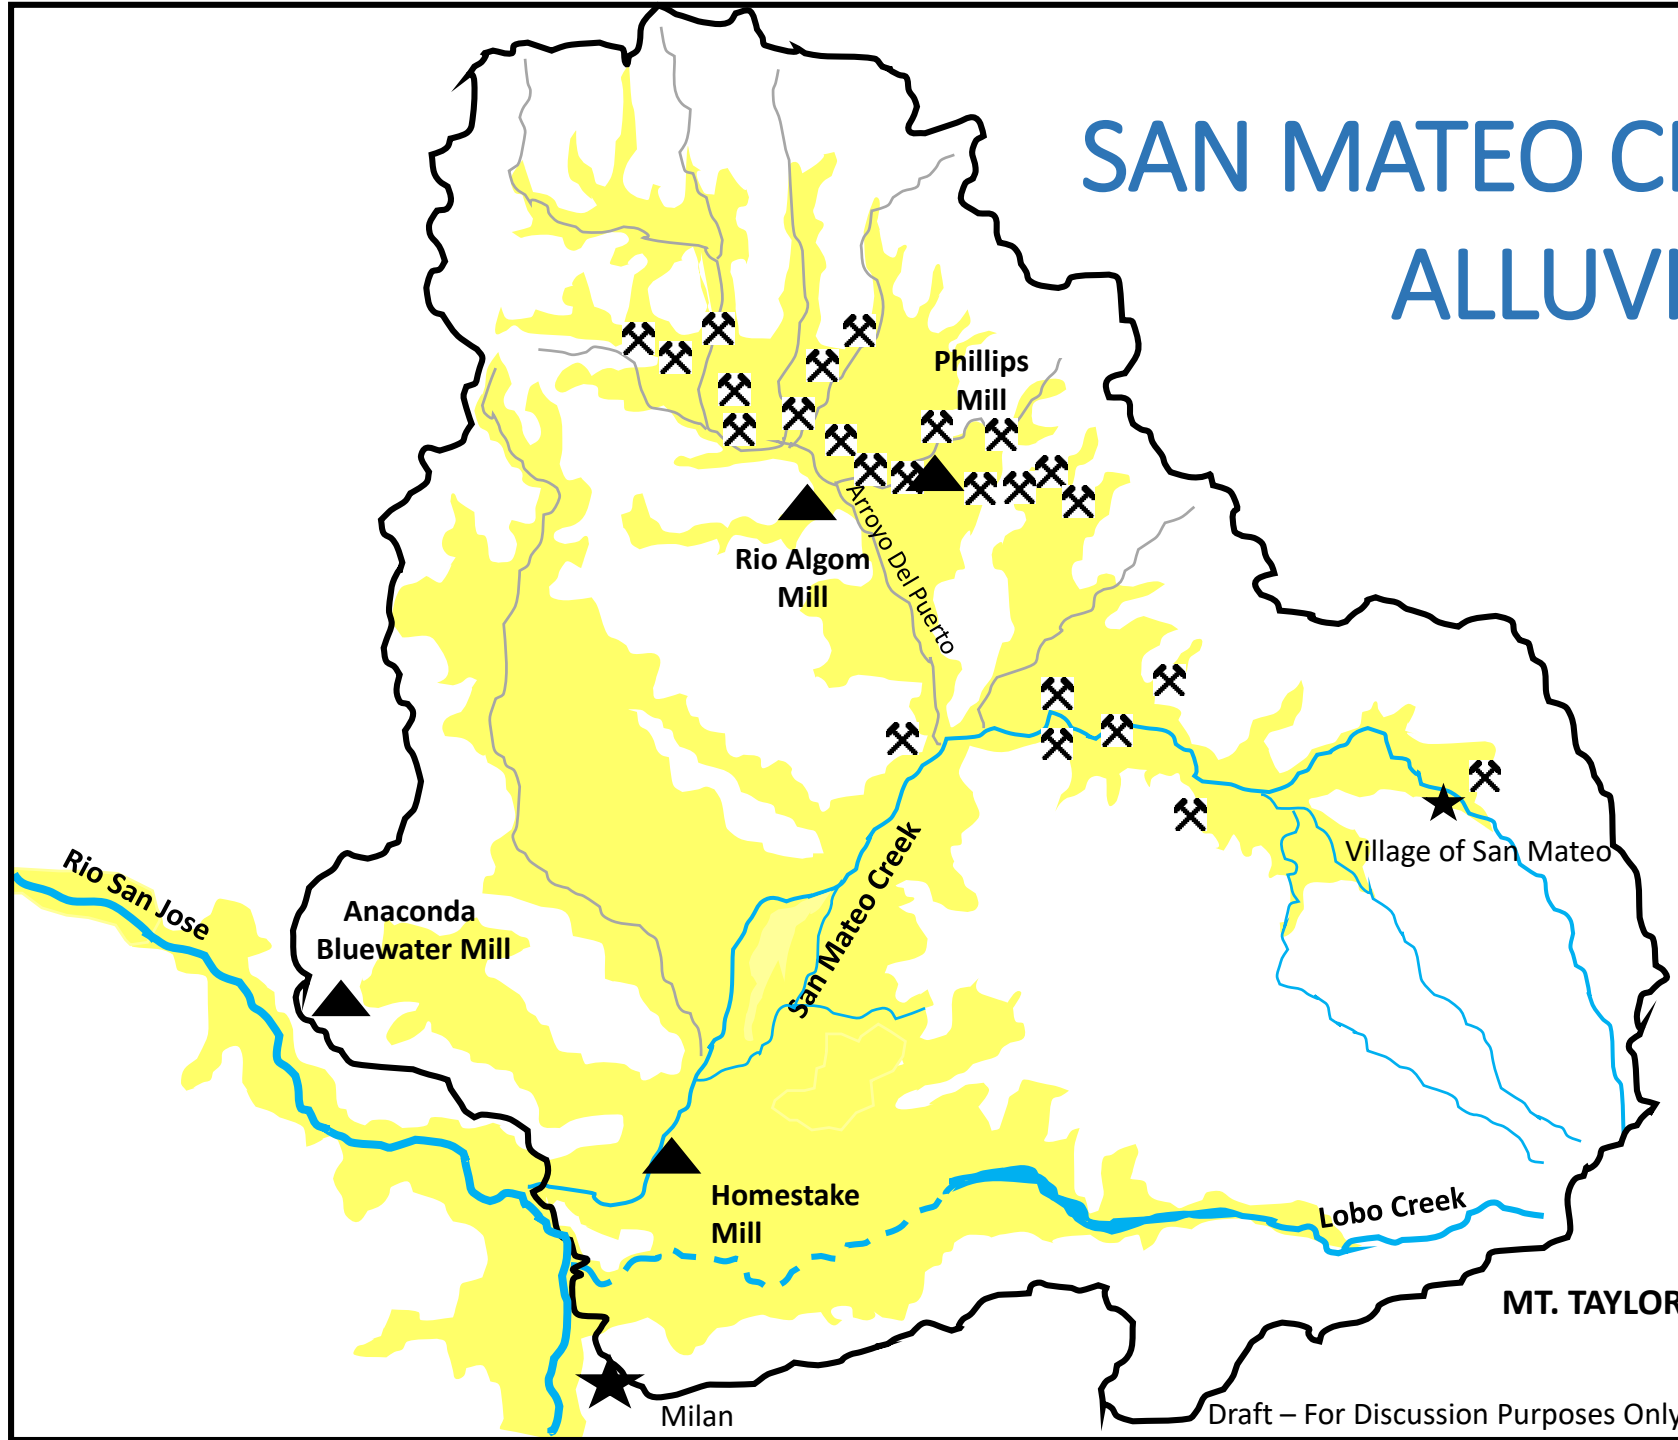 SAN MATEO
ALLUVI
Phillips
Mill
Rio Algom
Mill
Arroyo Del Puerto
San Mateo Creek
Village of San Mateo
Rio San Jose
Anaconda
Bluewater Mill
Homestake
Mill
Lobo Creek
MT. TAYLOR
Milan
Draft – For Discussion Purposes Only